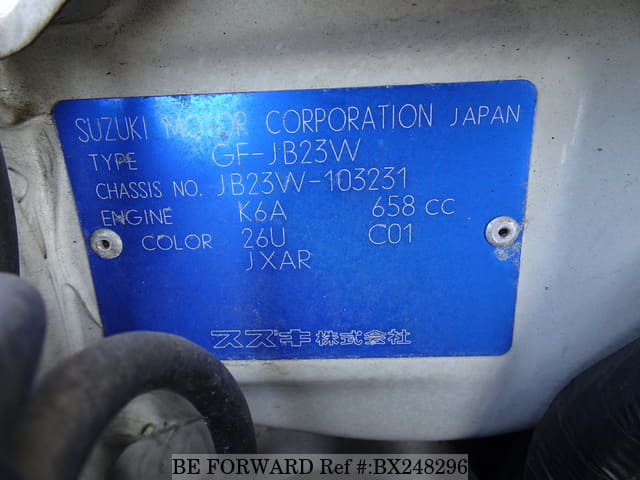 SUZUKI MOTOR CORPORATION JAPAN
TYPE GF-JB23W
CHASSIS NO. JB23W-103231
ENGINE K6A 658 CC
COLOR 26U C01
JXAR
スズキ株式会社
BE FORWARD Ref #:BX248296